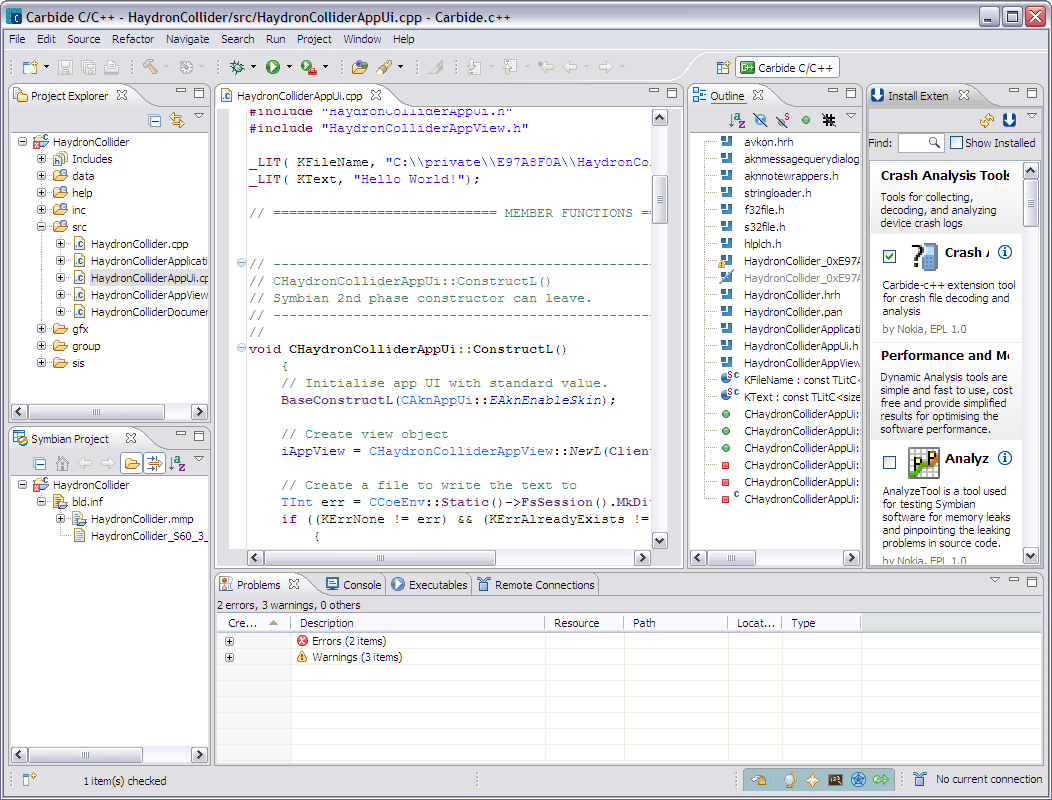 Carbide C/C++ - HaydronCollider/src/HaydronColliderAppUi.cpp - Carbide.c++
File Edit Source Refactor Navigate Search Run Project Window Help
Carbide C/C++
Project Explorer
HaydronCollider
Includes
data
help
inc
src
HaydronCollider.cpp
HaydronColliderApplicati
HaydronColliderAppUi.cp
HaydronColliderAppView
HaydronColliderDocumer
gfx
group
sis
Symbian Project
HaydronCollider
bld.inf
HaydronCollider.mmp
HaydronCollider_S60_3_
HaydronColliderAppUi.cpp
#include "HaydronColliderAppUi.h"
#include "HaydronColliderAppView.h"
_LIT( KFileName, "C:\\private\\E97A8F0A\\HaydronCol
_LIT( KText, "Hello World!");
// ============================ MEMBER FUNCTIONS ==
// -----------------------------------------------
// CHaydronColliderAppUi::ConstructL()
// Symbian 2nd phase constructor can leave.
// -----------------------------------------------
//
void CHaydronColliderAppUi::ConstructL()
{
// Initialise app UI with standard value.
BaseConstructL(CAknAppUi::EAknEnableSkin);
// Create view object
iAppView = CHaydronColliderAppView::NewL(Clien
// Create a file to write the text to
TInt err = CCoeEnv::Static()->FsSession().MkDi
if ((KErrNone != err) && (KErrAlreadyExists !=
{
Outline
avkon.hrh
aknmessagequerydialog
aknnotewrappers.h
stringloader.h
f32file.h
s32file.h
hlplch.h
HaydronCollider_0xE97A
HaydronCollider_0xE97A
HaydronCollider.hrh
HaydronCollider.pan
HaydronColliderApplicati
HaydronColliderAppUi.h
HaydronColliderAppView
KFileName : const TLitC<
KText : const TLitC<size
CHaydronColliderAppUi:
CHaydronColliderAppUi:
CHaydronColliderAppUi:
CHaydronColliderAppUi:
CHaydronColliderAppUi:
CHaydronColliderAppUi:
Install Exten
Find: Show Installed
Crash Analysis Tools
Tools for collecting,
decoding, and analyzing
device crash logs
Crash A
Carbide-c++ extension tool
for crash file decoding and
analysis
by Nokia, EPL 1.0
Performance and Me
Dynamic Analysis tools are
simple and fast to use, cost
free and provide simplified
results for optimising the
software performance.
Analyz
AnalyzeTool is a tool used
for testing Symbian
software for memory leaks
and pinpointing the leaking
problems in source code.
by Nokia, EPL 1.0
Problems Console Executables Remote Connections
2 errors, 3 warnings, 0 others
Cre... Description Resource Path Locat... Type
Errors (2 items)
Warnings (3 items)
1 item(s) checked
No current connection